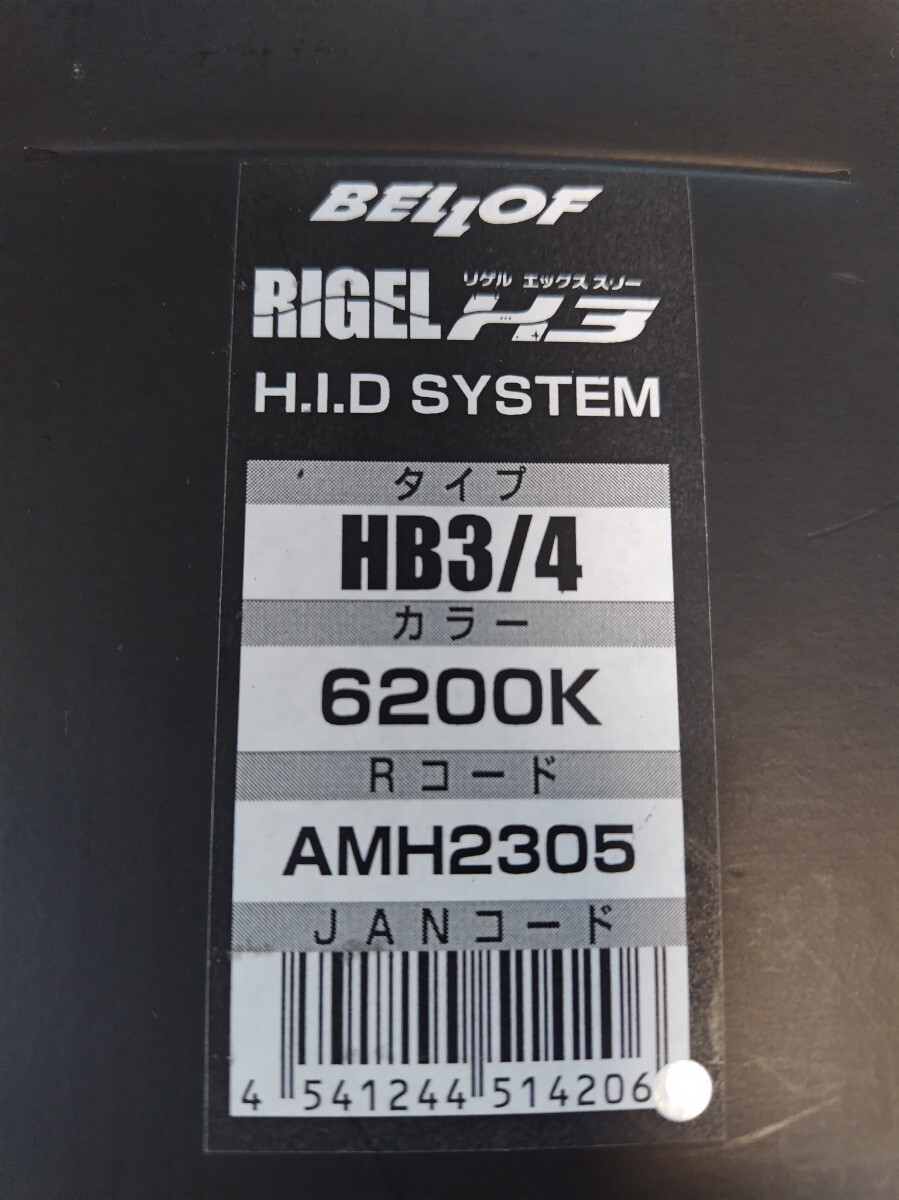 BELLOF
リゲル エックス スリー
RIGEL X3
H.I.D SYSTEM
タイプ
HB3/4
カラー
6200K
Rコード
AMH2305
JANコード
4 541244 514206